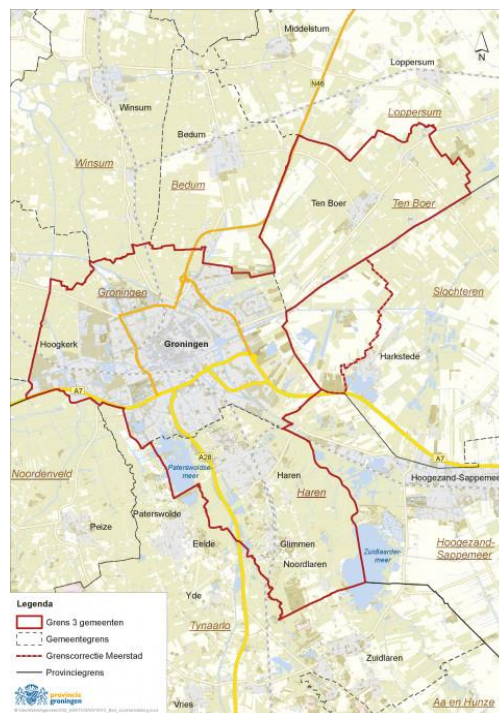 Middelstum
N
N46
Loppersum
Winsum
Loppersum
Bedum
Winsum
Bedum
Ten Boer
Ten Boer
Groningen
Slochteren
Hoogkerk
Groningen
Harkstede
A7
A28
A7
Paterswoldse-
meer
Noordenveld
Haren
Haren
Hoogezand-Sappemeer
Peize
Paterswolde
Glimmen
Hoogezand-
Sappemeer
Eelde
Noordlaren
Zuidlaarder-
meer
Legenda
Grens 3 gemeenten
Yde
Gemeentegrens
Tynaarlo
Grenscorrectie Meerstad
Zuidlaren
Provinciegrens
provincie
groningen
Vries
Aa en Hunze